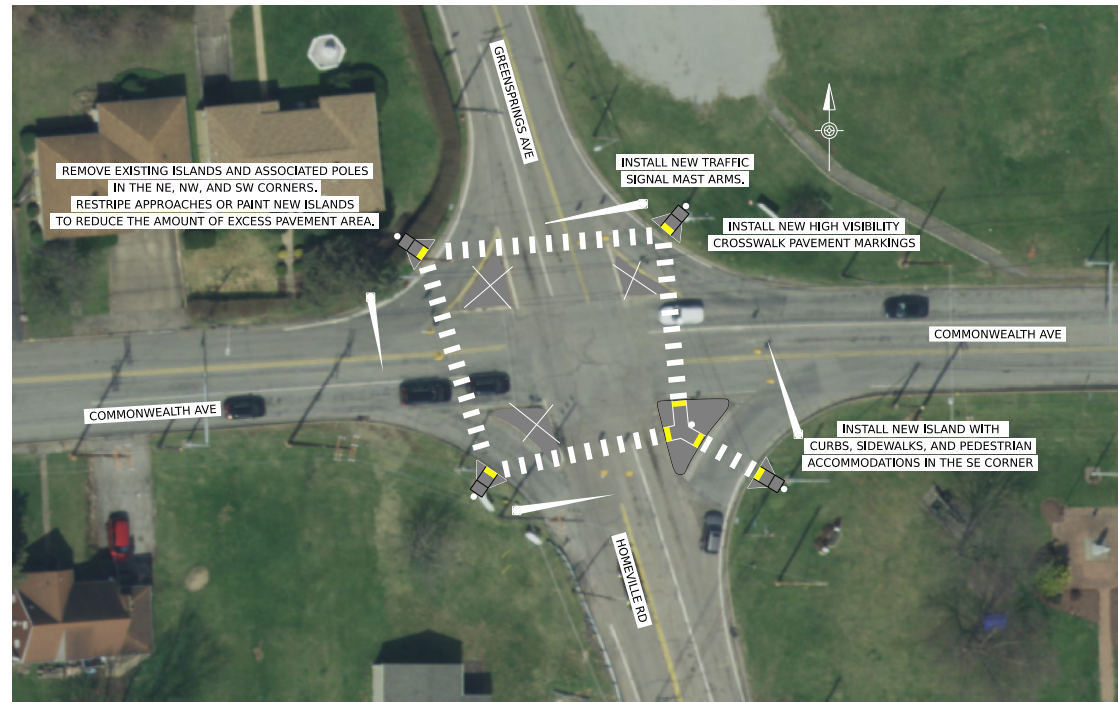 GREENSPRINGS AVE
INSTALL NEW TRAFFIC
SIGNAL MAST ARMS.
REMOVE EXISTING ISLANDS AND ASSOCIATED POLES
IN THE NE, NW, AND SW CORNERS.
RESTRIPE APPROACHES OR PAINT NEW ISLANDS
TO REDUCE THE AMOUNT OF EXCESS PAVEMENT AREA.
INSTALL NEW HIGH VISIBILITY
CROSSWALK PAVEMENT MARKINGS
COMMONWEALTH AVE
COMMONWEALTH AVE
INSTALL NEW ISLAND WITH
CURBS, SIDEWALKS, AND PEDESTRIAN
ACCOMMODATIONS IN THE SE CORNER
HOMEVILLE RD